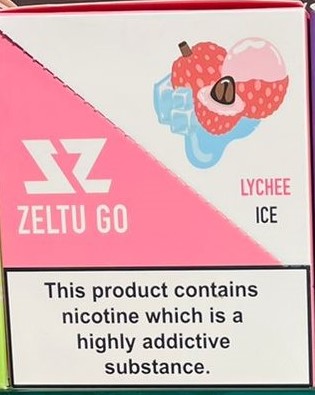 LYCHEE
ICE
ZELTU GO
This product contains
nicotine which is a
highly addictive
substance.